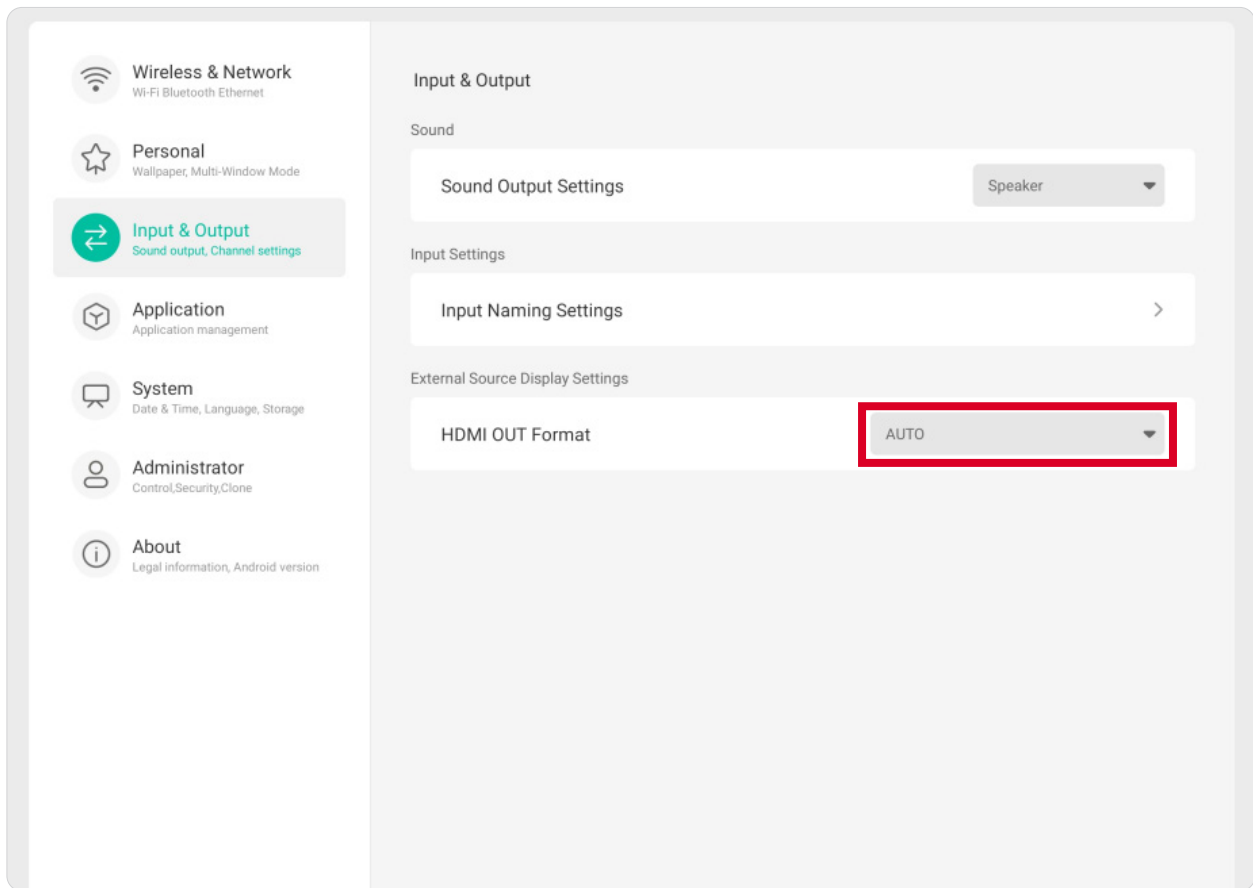 Wireless & Network
Wi-Fi Bluetooth Ethernet
Personal
Wallpaper, Multi-Window Mode
Input & Output
Sound output, Channel settings
Application
Application management
System
Date & Time, Language, Storage
Administrator
Control,Security,Clone
About
Legal information, Android version
Input & Output
Sound
Sound Output Settings
Speaker
Input Settings
Input Naming Settings
External Source Display Settings
HDMI OUT Format
AUTO